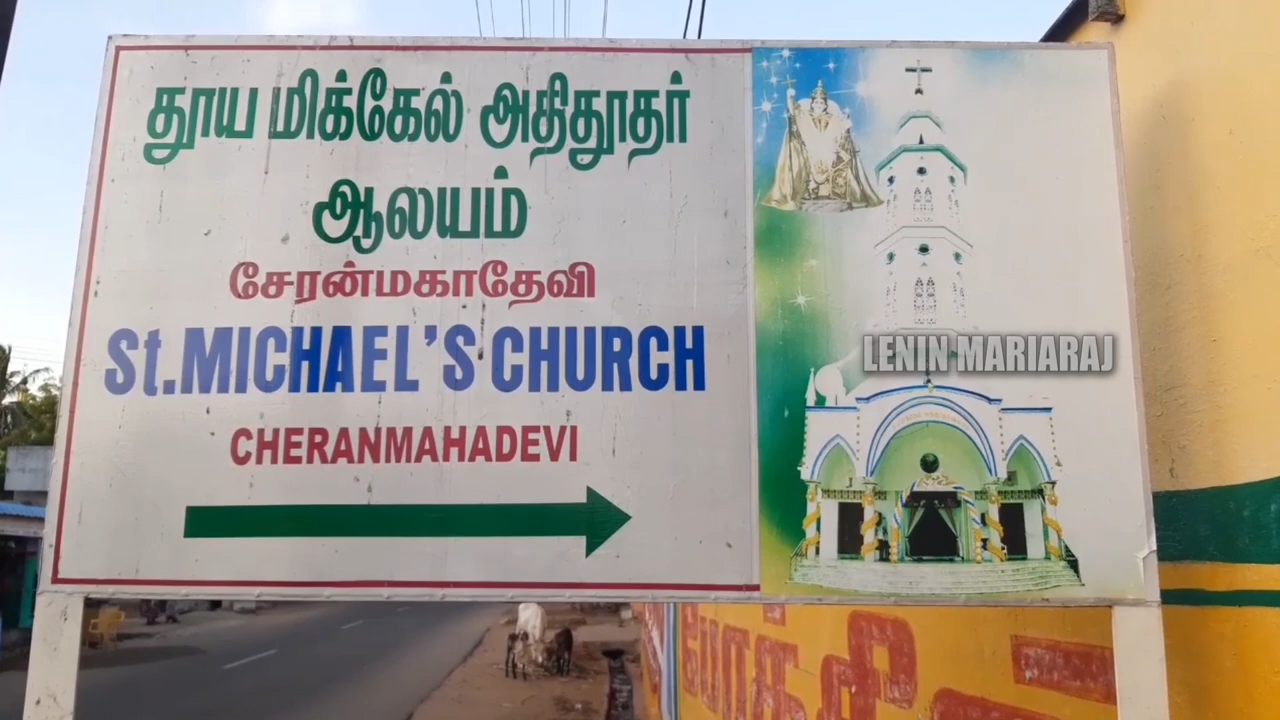 தூய மிக்கேல் அதிதூதர்
ஆலயம்
சேரன்மகாதேவி
St.MICHAEL'S CHURCH
CHERANMAHADEVI
LENIN MARIARAJ